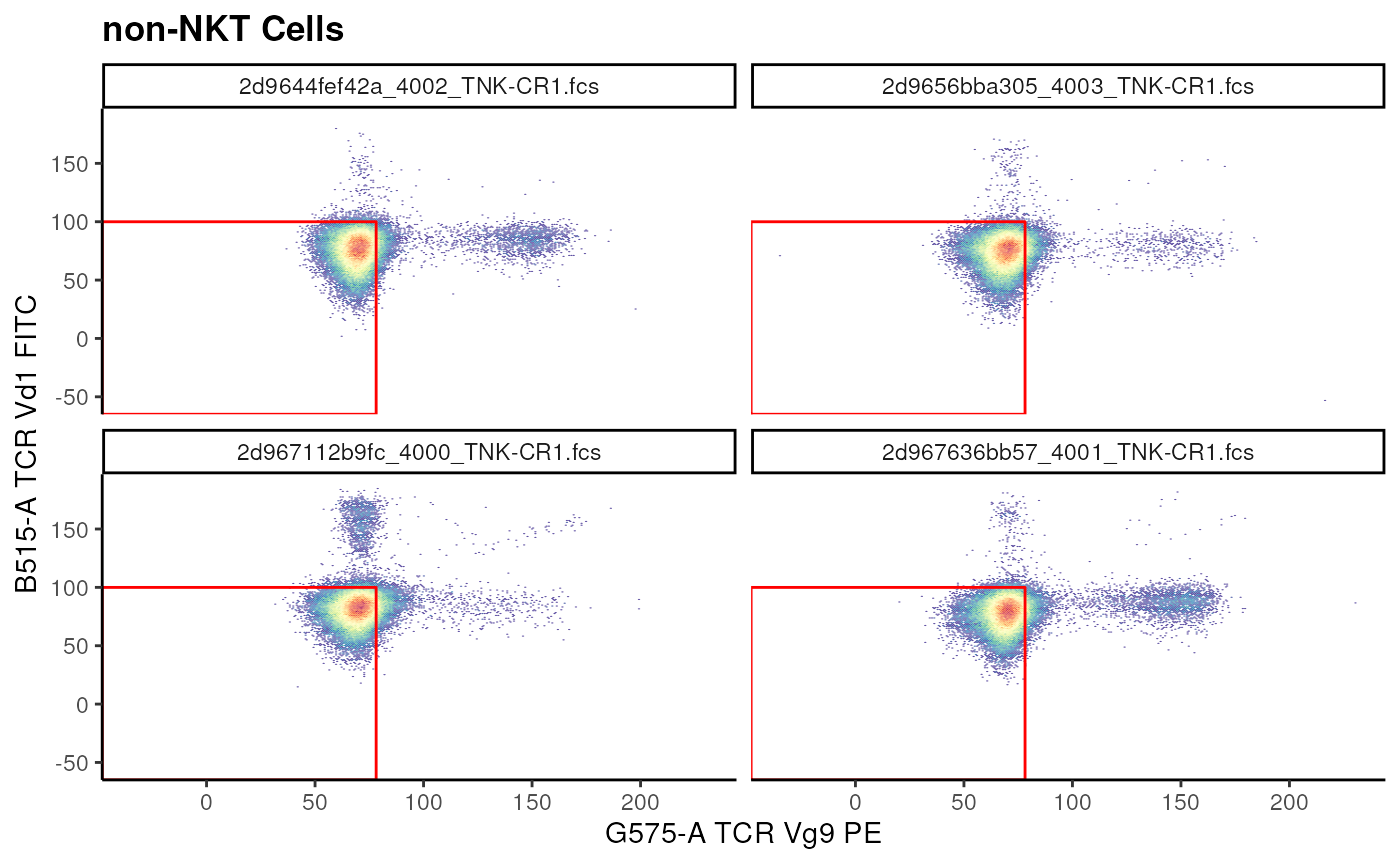 non-NKT Cells
2d9644fef42a_4002_TNK-CR1.fcs
2d9656bba305_4003_TNK-CR1.fcs
150
100
50
0
-50
2d967112b9fc_4000_TNK-CR1.fcs
2d967636bb57_4001_TNK-CR1.fcs
150
100
50
0
-50
B515-A TCR Vd1 FITC
0 50 100 150 200
0 50 100 150 200
G575-A TCR Vg9 PE